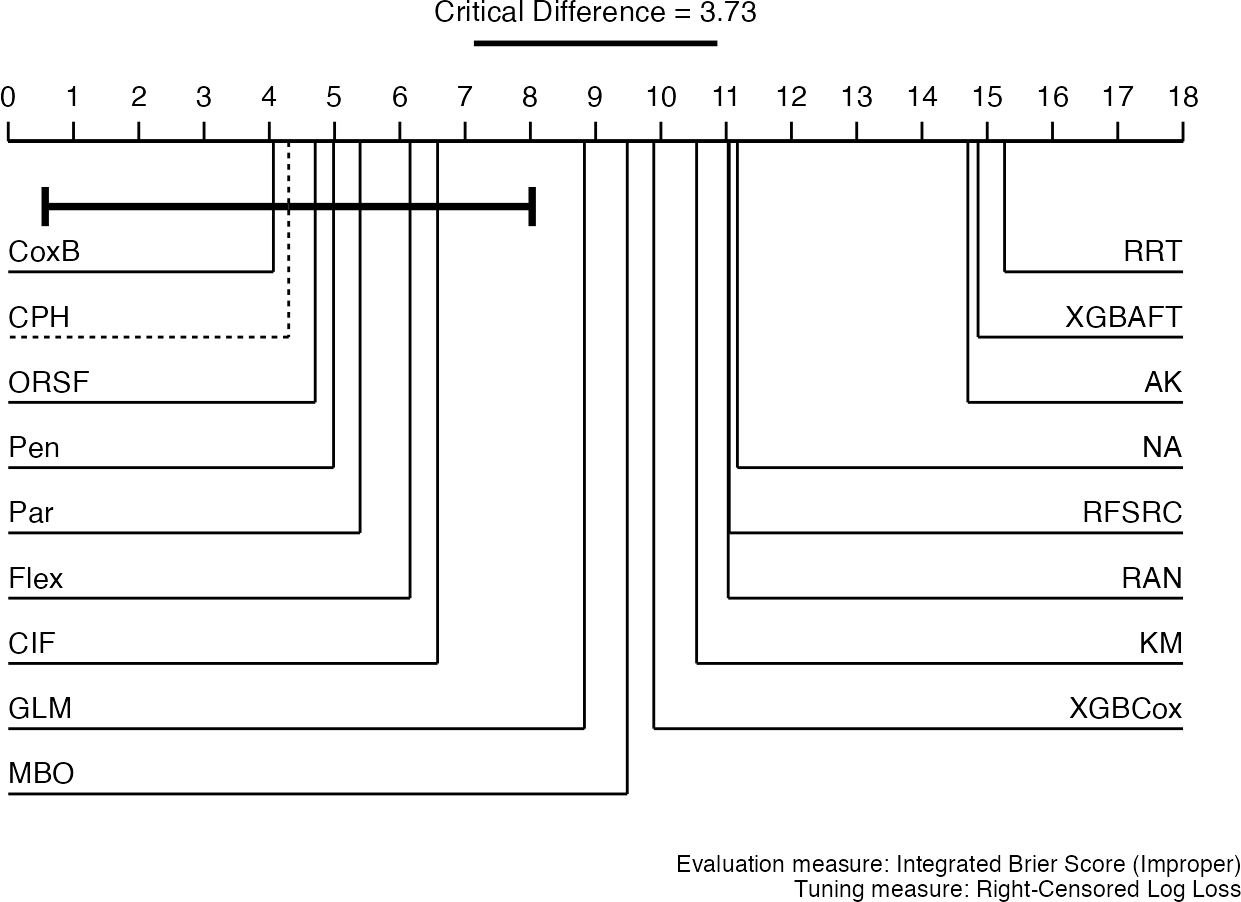 Critical Difference = 3.73
0 1 2 3 4 5 6 7 8 9 10 11 12 13 14 15 16 17 18
CoxB
RRT
CPH
XGBAFT
ORSF
AK
Pen
NA
Par
RFSRC
Flex
RAN
CIF
KM
GLM
XGBCox
MBO
Evaluation measure: Integrated Brier Score (Improper)
Tuning measure: Right-Censored Log Loss